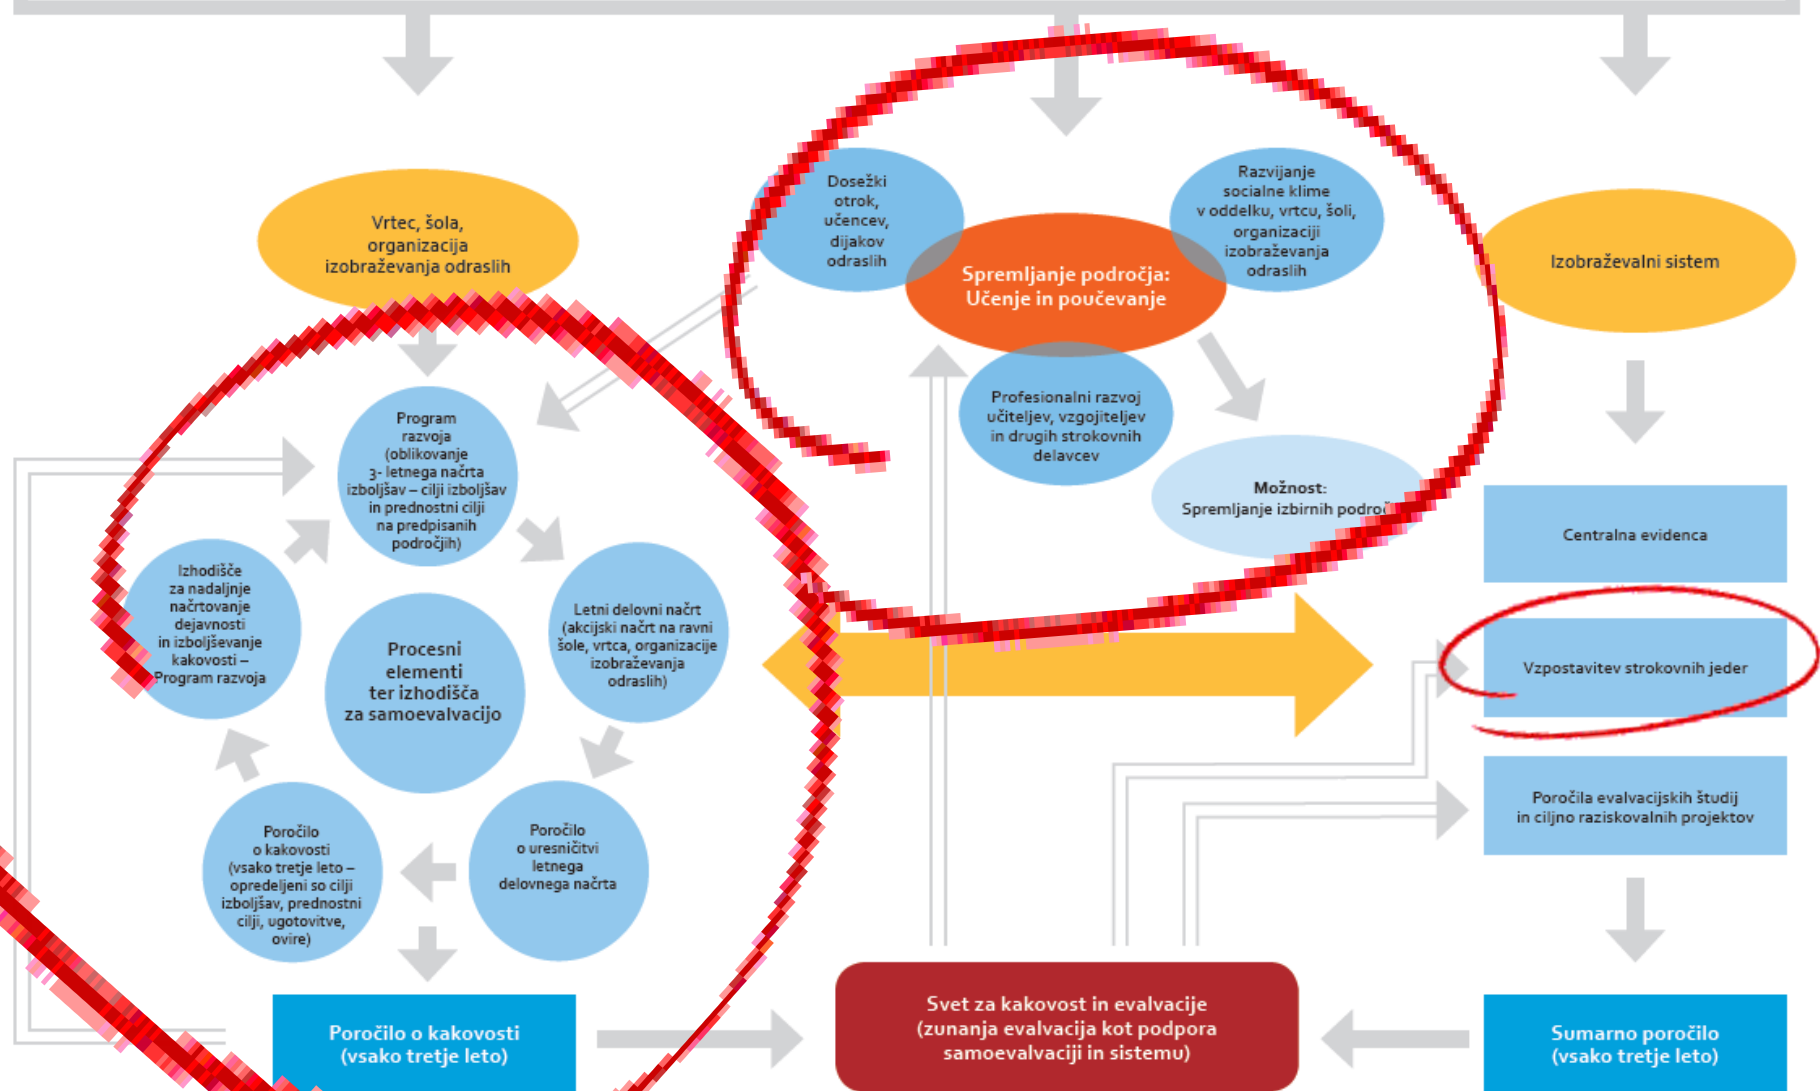 Vrtec, šola,
organizacija
izobraževanja odraslih
Dosežki
otrok,
učencev,
dijakov
odraslih
Spremljanje področja:
Učenje in poučevanje
Razvijanje
socialne klime
v oddelku, vrtcu, šoli,
organizaciji
izobraževanja
odraslih
Profesionalni razvoj
učiteljev, vzgojiteljev
in drugih strokovnih
delavcev
Možnost:
Spremljanje izbirnih
Izobraževalni sistem
Program
razvoja
(oblikovanje
3- letnega načrta
izboljšav – cilji izboljšav
in prednostni cilji
na predpisanih
področjih)
Izhodišče
za nadaljnje
načrtovanje
dejavnosti
in izboljševanje
kakovosti –
Program razvoja
Procesni
elementi
ter izhodišča
za samoevalvacijo
Letni delovni načrt
(akcijski načrt na ravni
šole, vrtca, organizacije
izobraževanja
odraslih)
Poročilo
o kakovosti
(vsako tretje leto –
opredeljeni so cilji
izboljšav, prednostni
cilji, ugotovitve,
ovire)
Poročilo
o uresničitvi
letnega
delovnega načrta
Centralna evidenca
Vzpostavitev strokovnih jeder
Poročila evalvacijskih študij
in ciljno raziskovalnih projektov
Poročilo o kakovosti
(vsako tretje leto)
Svet za kakovost in evalvacije
(zunanja evalvacija kot podpora
samoevalvaciji in sistemu)
Sumarno poročilo
(vsako tretje leto)